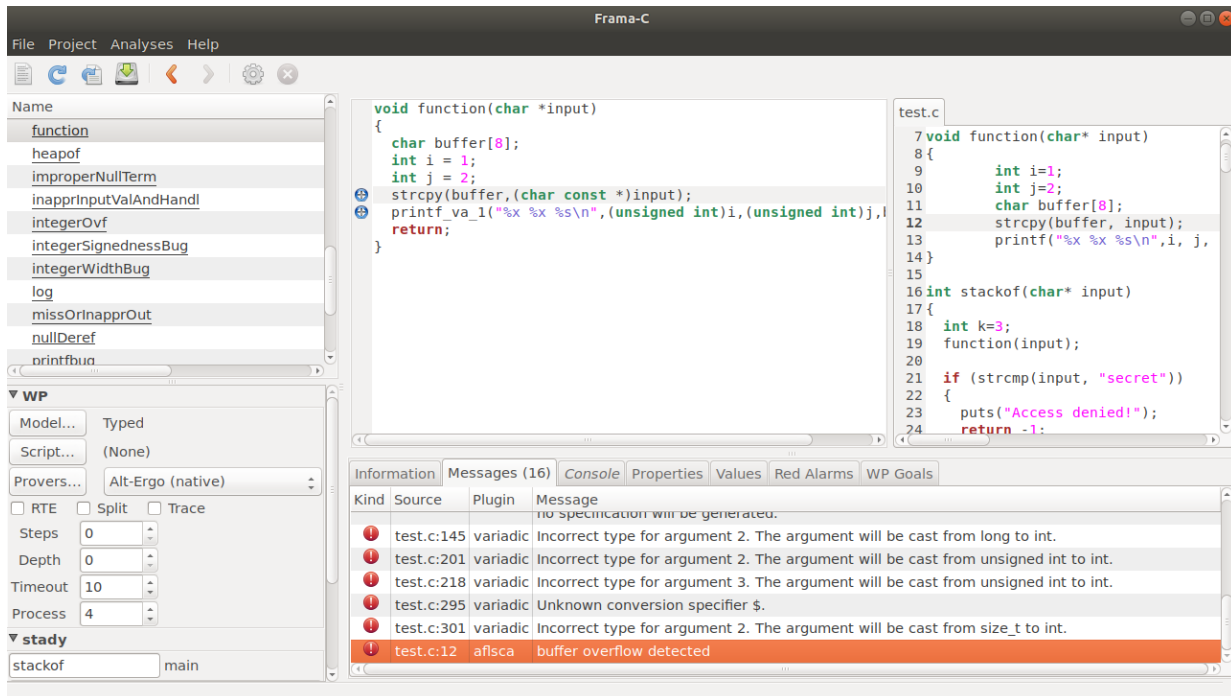 Frama-C
File Project Analyses Help
Name
function
heapof
improperNullTerm
inapprInputValAndHandl
integerOvf
integerSignednessBug
integerWidthBug
log
missOrInapprOut
nullDeref
printfbug
WP
Model... Typed
Script... (None)
Provers... Alt-Ergo (native)
RTE Split Trace
Steps 0
Depth 0
Timeout 10
Process 4
stady
stackof main
void function(char *input)
{
char buffer[8];
int i = 1;
int j = 2;
strcpy(buffer,(char const *)input);
printf_va_1("%x %x %s\n",(unsigned int)i,(unsigned int)j,
return;
}
test.c
7 void function(char* input)
8 {
9 int i=1;
10 int j=2;
11 char buffer[8];
12 strcpy(buffer, input);
13 printf("%x %x %s\n",i, j,
14 }
15
16 int stackof(char* input)
17 {
18 int k=3;
19 function(input);
20
21 if (strcmp(input, "secret"))
22 {
23 puts("Access denied!");
24 return -1;
Information Messages (16) Console Properties Values Red Alarms WP Goals
Kind Source Plugin Message
no specification will be generated.
test.c:145 variadic Incorrect type for argument 2. The argument will be cast from long to int.
test.c:201 variadic Incorrect type for argument 2. The argument will be cast from unsigned int to int.
test.c:218 variadic Incorrect type for argument 3. The argument will be cast from unsigned int to int.
test.c:295 variadic Unknown conversion specifier $.
test.c:301 variadic Incorrect type for argument 2. The argument will be cast from size_t to int.
test.c:12 aflsca buffer overflow detected